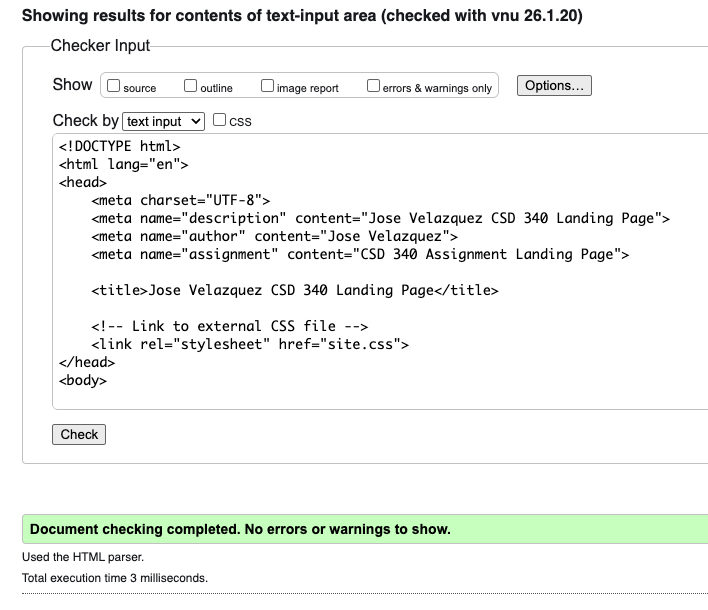 Showing results for contents of text-input area (checked with vnu 26.1.20)
Checker Input
Show source outline image report errors & warnings only Options...
Check by text input CSS
<!DOCTYPE html>
<html lang="en">
<head>
    <meta charset="UTF-8">
    <meta name="description" content="Jose Velazquez CSD 340 Landing Page">
    <meta name="author" content="Jose Velazquez">
    <meta name="assignment" content="CSD 340 Assignment Landing Page">
    <title>Jose Velazquez CSD 340 Landing Page</title>
    <!-- Link to external CSS file -->
    <link rel="stylesheet" href="site.css">
</head>
<body>
Check
Document checking completed. No errors or warnings to show.
Used the HTML parser.
Total execution time 3 milliseconds.